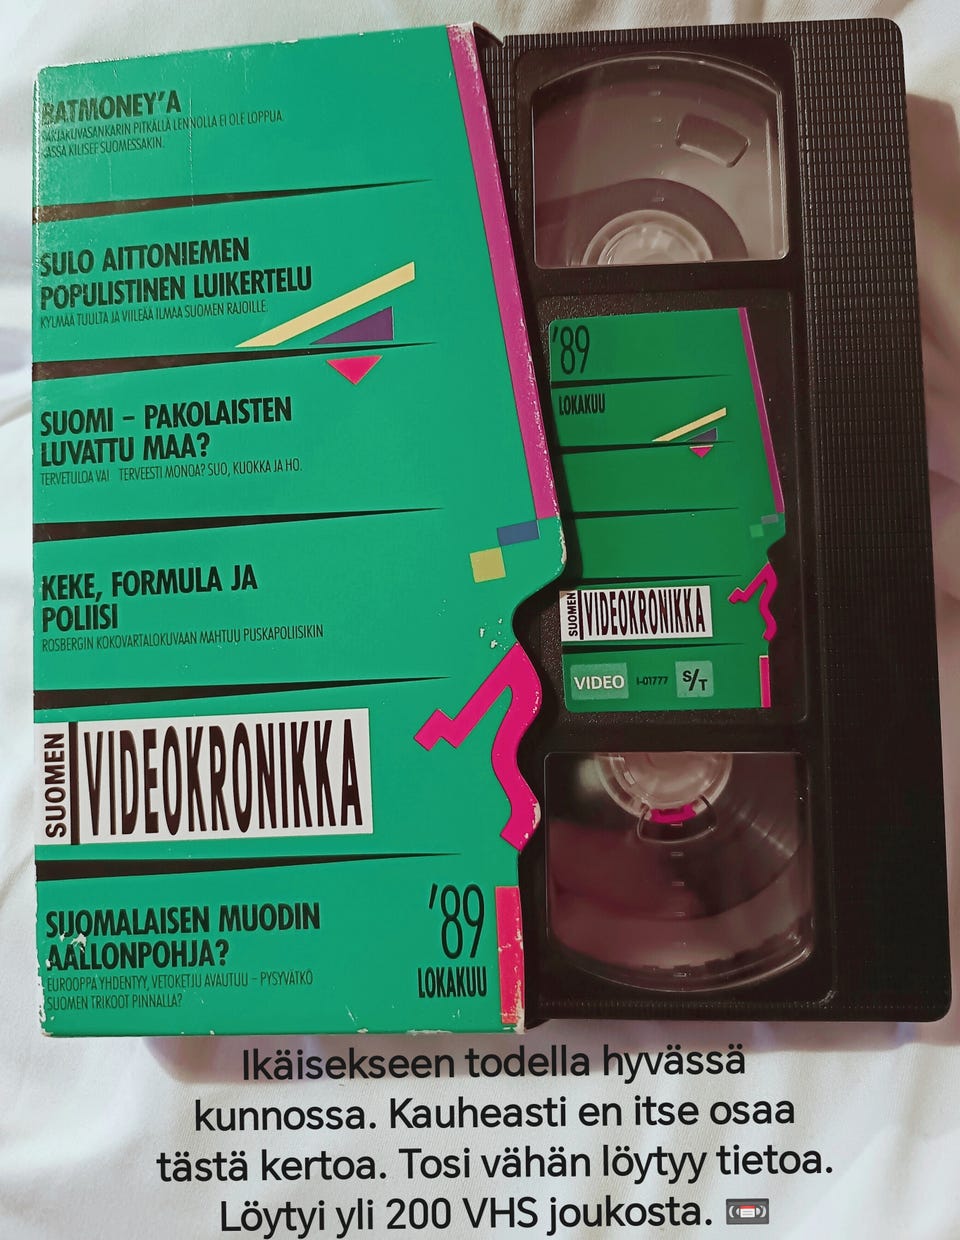 BATMONEY'A
SARJAKUVASANKARIN PITKÄLLÄ LENNOLLA EI OLE LOPPUA.
KASSA KILISEE SUOMESSAKIN.
SULO AITTONIEMEN
POPULISTINEN LUIKERTELU
KYLMÄÄ TUULTA JA VIILEÄÄ ILMAA SUOMEN RAJOILLE.
SUOMI – PAKOLAISTEN
LUVATTU MAA?
TERVETULOA VAI TERVEESTI MONOA? SUO, KUOKKA JA HO.
KEKE, FORMULA JA
POLIISI
ROSBERGIN KOKOVARTALOKUVAAN MAHTUU PUSKAPOLIISIKIN
SUOMEN
VIDEOKRONIKKA
SUOMALAISEN MUODIN
AALLONPOHJA?
EUROOPPA YHDENTYY, VETOKETJU AVAUTUU – PYSYVÄTKÖ
SUOMEN TRIKOOT PINNALLA?
'89
LOKAKUU
'89
LOKAKUU
SUOMEN
VIDEOKRONIKKA
VIDEO I-01777 S/T
Ikäisekseen todella hyvässä
kunnossa. Kauheasti en itse osaa
tästä kertoa. Tosi vähän löytyy tietoa.
Löytyi yli 200 VHS joukosta. 📼